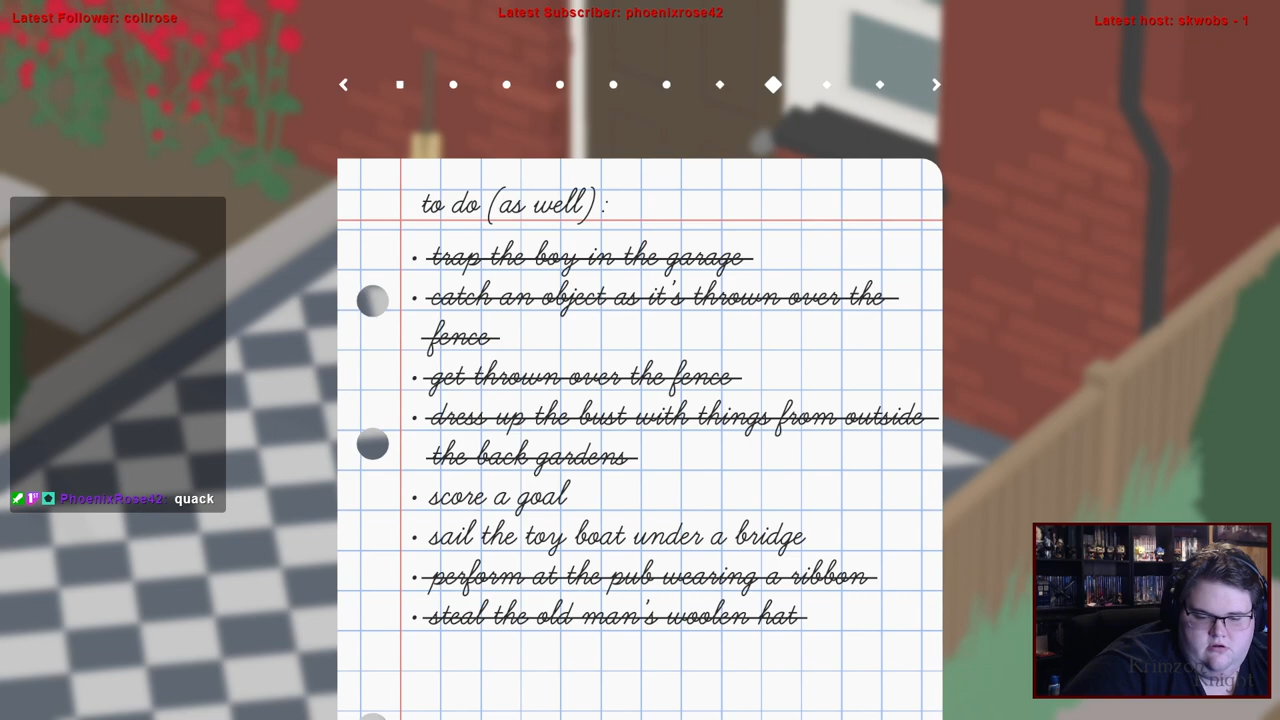 Latest Follower: collrose
Latest Subscriber: phoenixrose42
Latest host: skwobs - 1
to do (as well) :
• trap the boy in the garage
• catch an object as it's thrown over the
fence
• get thrown over the fence
• dress up the bust with things from outside
the back gardens
• score a goal
• sail the toy boat under a bridge
• perform at the pub wearing a ribbon
• steal the old man's woolen hat
PhoenixRose42: quack
Krimzon
Knight